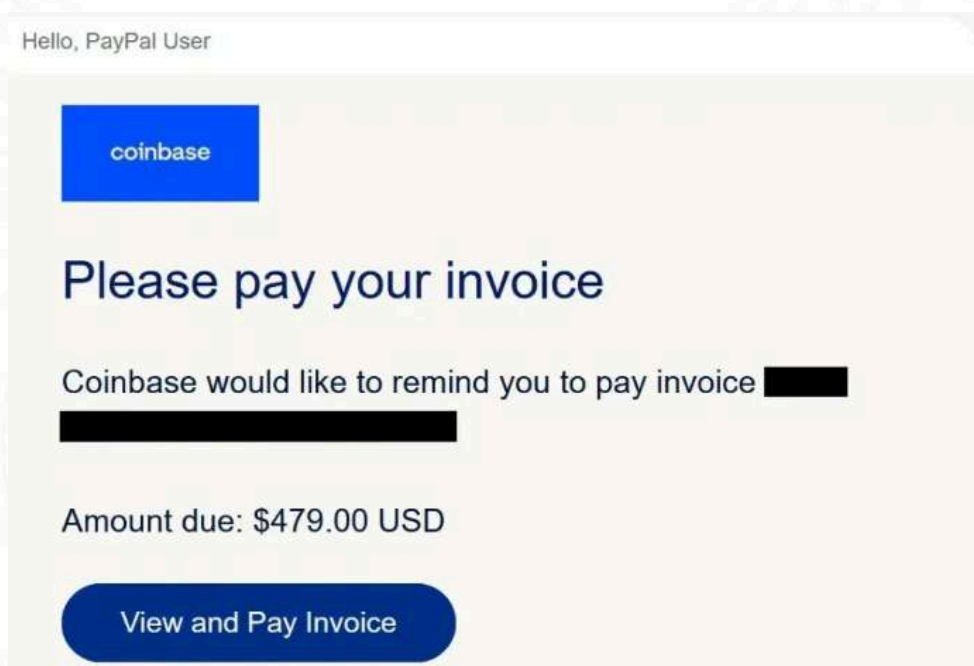 Hello, PayPal User
coinbase
Please pay your invoice
Coinbase would like to remind you to pay invoice
Amount due: $479.00 USD
View and Pay Invoice